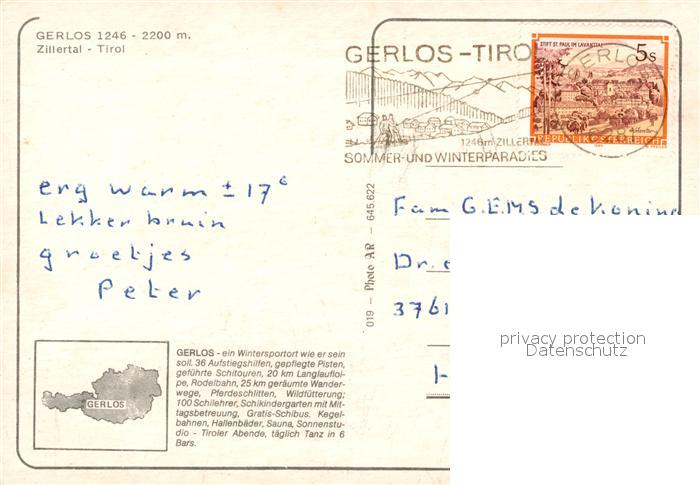 GERLOS 1246 - 2200 m.
Zillertal - Tirol
GERLOS-TIROL
1246m ZILLERTAL
SOMMER-UND WINTERPARADIES
STIFT ST. PAUL IM LAVANTTAL
5s
REPUBLIK ÖSTERREICH
erg warm ± 17°
Lekker bruin
groetjes
Peter
019 - Photo AR - 645.622
Fam G.E.M.S de Koning
Dr.
3761
H
privacy protection
Datenschutz
GERLOS
GERLOS - ein Wintersportort wie er sein
soll. 36 Aufstiegshilfen, gepflegte Pisten,
geführte Schitouren, 20 km Langlaufloi-
pe, Rodelbahn, 25 km geräumte Wander-
wege, Pferdeschlitten, Wildfütterung;
100 Schilehrer, Schikindergarten mit Mit-
tagsbetreuung, Gratis-Schibus. Kegel-
bahnen, Hallenbäder, Sauna, Sonnenstu-
dio - Tiroler Abende, täglich Tanz in 6
Bars.